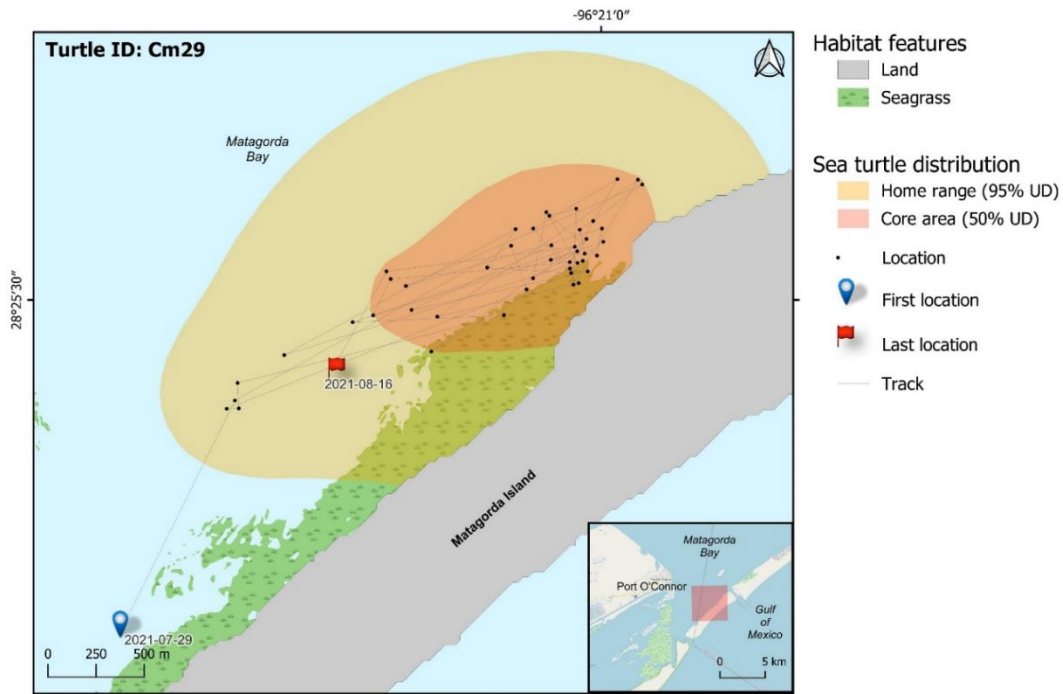 -96°21′0″
Turtle ID: Cm29
Matagorda
Bay
28°25′30″
2021-08-16
Matagorda Island
2021-07-29
0 250 500 m
Matagorda
Bay
Port O'Connor
Gulf
of
Mexico
0 5 km
Habitat features
Land
Seagrass
Sea turtle distribution
Home range (95% UD)
Core area (50% UD)
Location
First location
Last location
Track